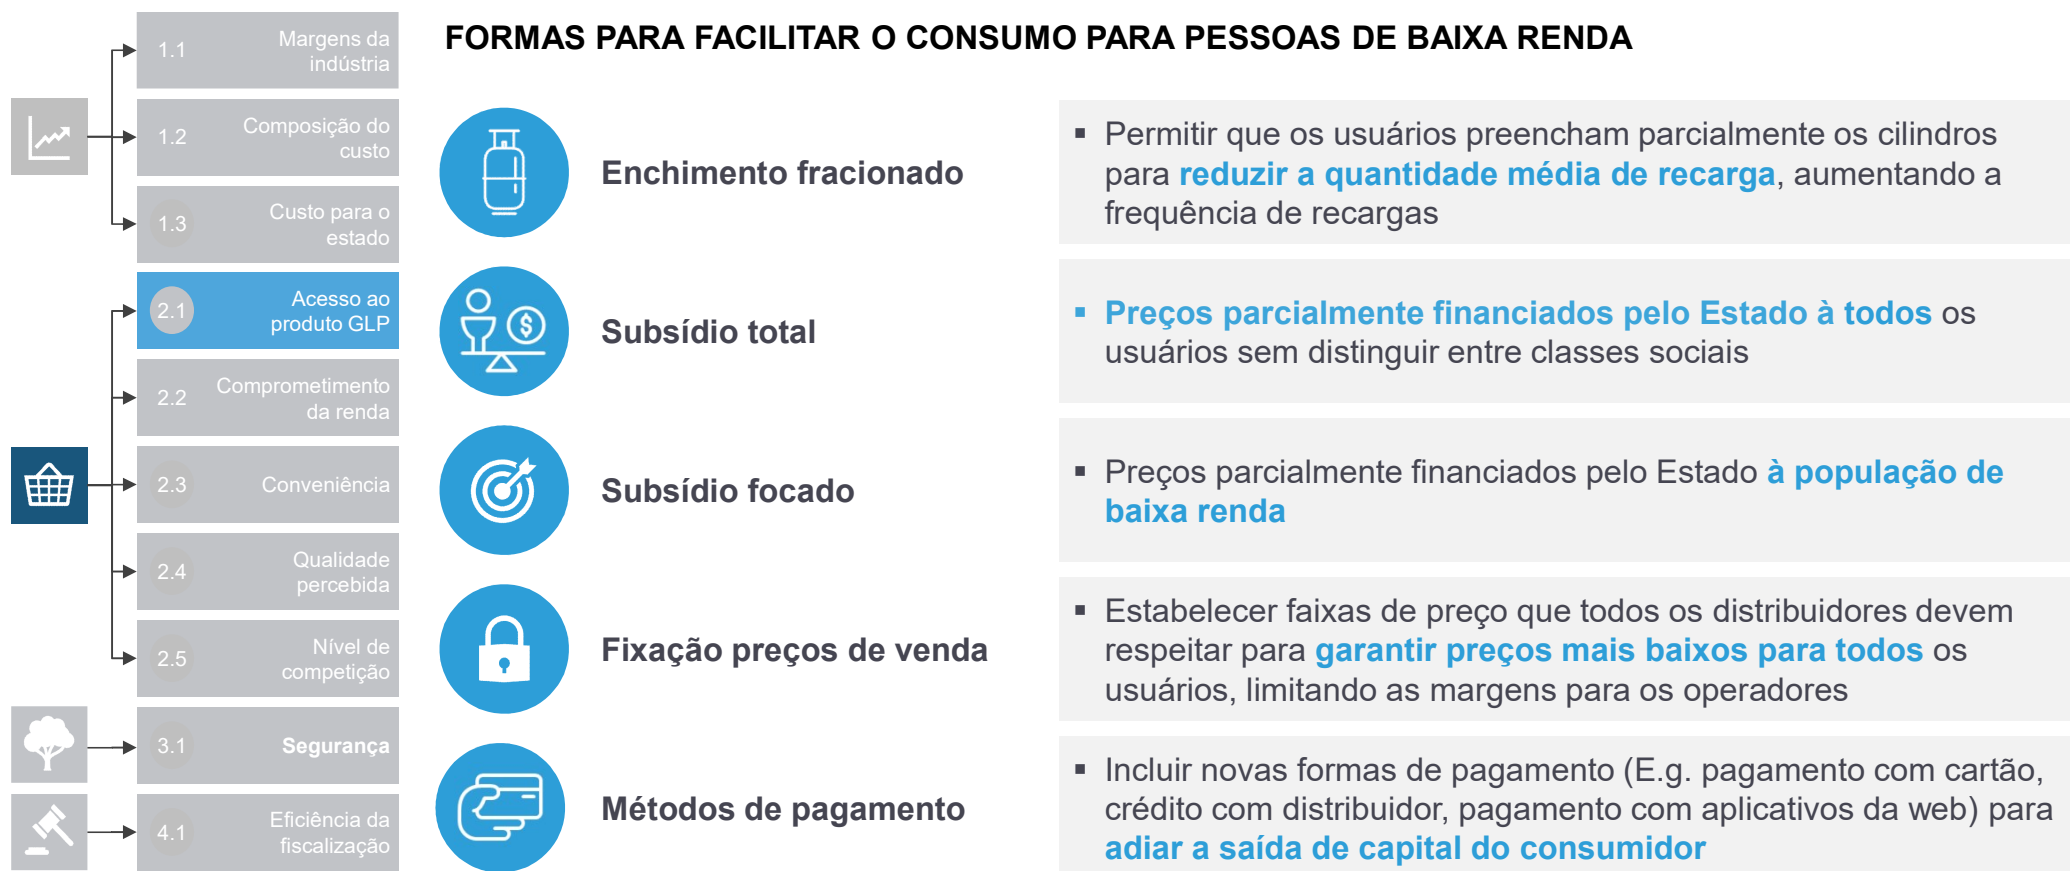 FORMAS PARA FACILITAR O CONSUMO PARA PESSOAS DE BAIXA RENDA
1.1 Margens da
indústria
1.2 Composição do
custo
1.3 Custo para o
estado
2.1 Acesso ao
produto GLP
2.2 Comprometimento
da renda
2.3 Conveniência
2.4 Qualidade
percebida
2.5 Nível de
competição
3.1 Segurança
4.1 Eficiência da
fiscalização
Enchimento fracionado
▪ Permitir que os usuários preencham parcialmente os cilindros
para reduzir a quantidade média de recarga, aumentando a
frequência de recargas
Subsídio total
▪ Preços parcialmente financiados pelo Estado à todos os
usuários sem distinguir entre classes sociais
Subsídio focado
▪ Preços parcialmente financiados pelo Estado à população de
baixa renda
Fixação preços de venda
▪ Estabelecer faixas de preço que todos os distribuidores devem
respeitar para garantir preços mais baixos para todos os
usuários, limitando as margens para os operadores
Métodos de pagamento
▪ Incluir novas formas de pagamento (E.g. pagamento com cartão,
crédito com distribuidor, pagamento com aplicativos da web) para
adiar a saída de capital do consumidor